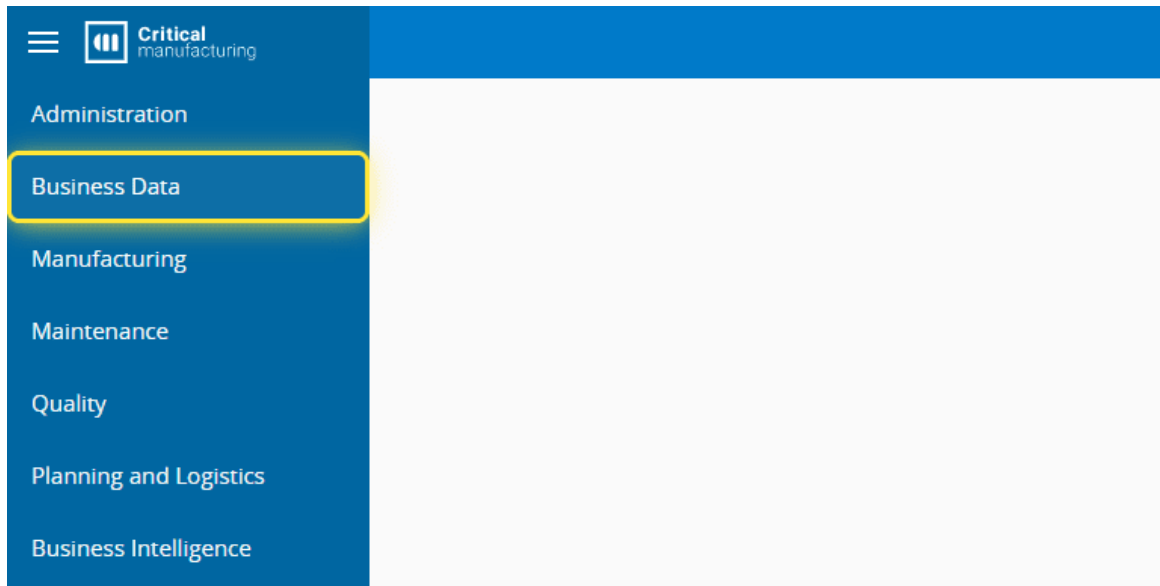 Critical
manufacturing
Administration
Business Data
Manufacturing
Maintenance
Quality
Planning and Logistics
Business Intelligence